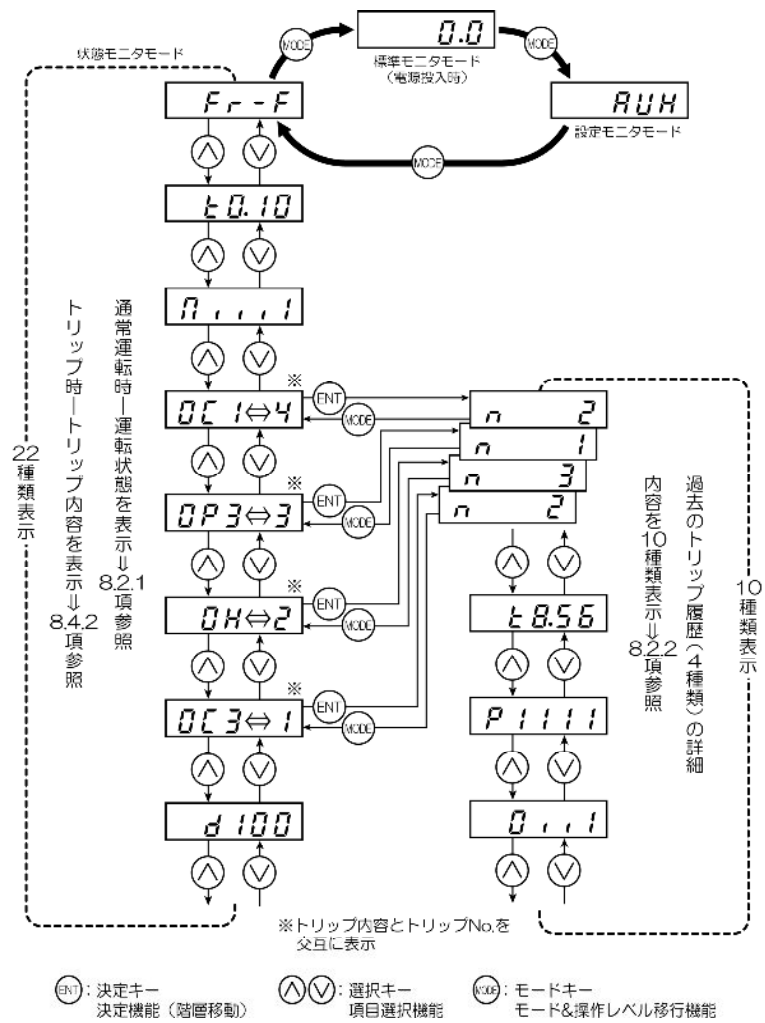 MODE
0.0
MODE
標準モニタモード
(電源投入時)
状態モニタモード
Fr-F
AUH
設定モニタモード
MODE
t0.10
n,,,1
※
OC1⇔4
ENT
MODE
n 2
※
OP3⇔3
ENT
MODE
n 1
※
OH⇔2
ENT
MODE
n 3
※
OC3⇔1
ENT
MODE
n 2
d100
t8.56
P1111
0,,,1
22種類表示
通常運転時―運転状態を表示⇓8.2.1項参照
トリップ時―トリップ内容を表示⇓8.4.2項参照
過去のトリップ履歴(4種類)の詳細
内容を10種類表示⇓8.2.2項参照
10種類表示
※トリップ内容とトリップNo.を
交互に表示
ENT:決定キー
決定機能(階層移動)
:選択キー
項目選択機能
MODE:モードキー
モード&操作レベル移行機能